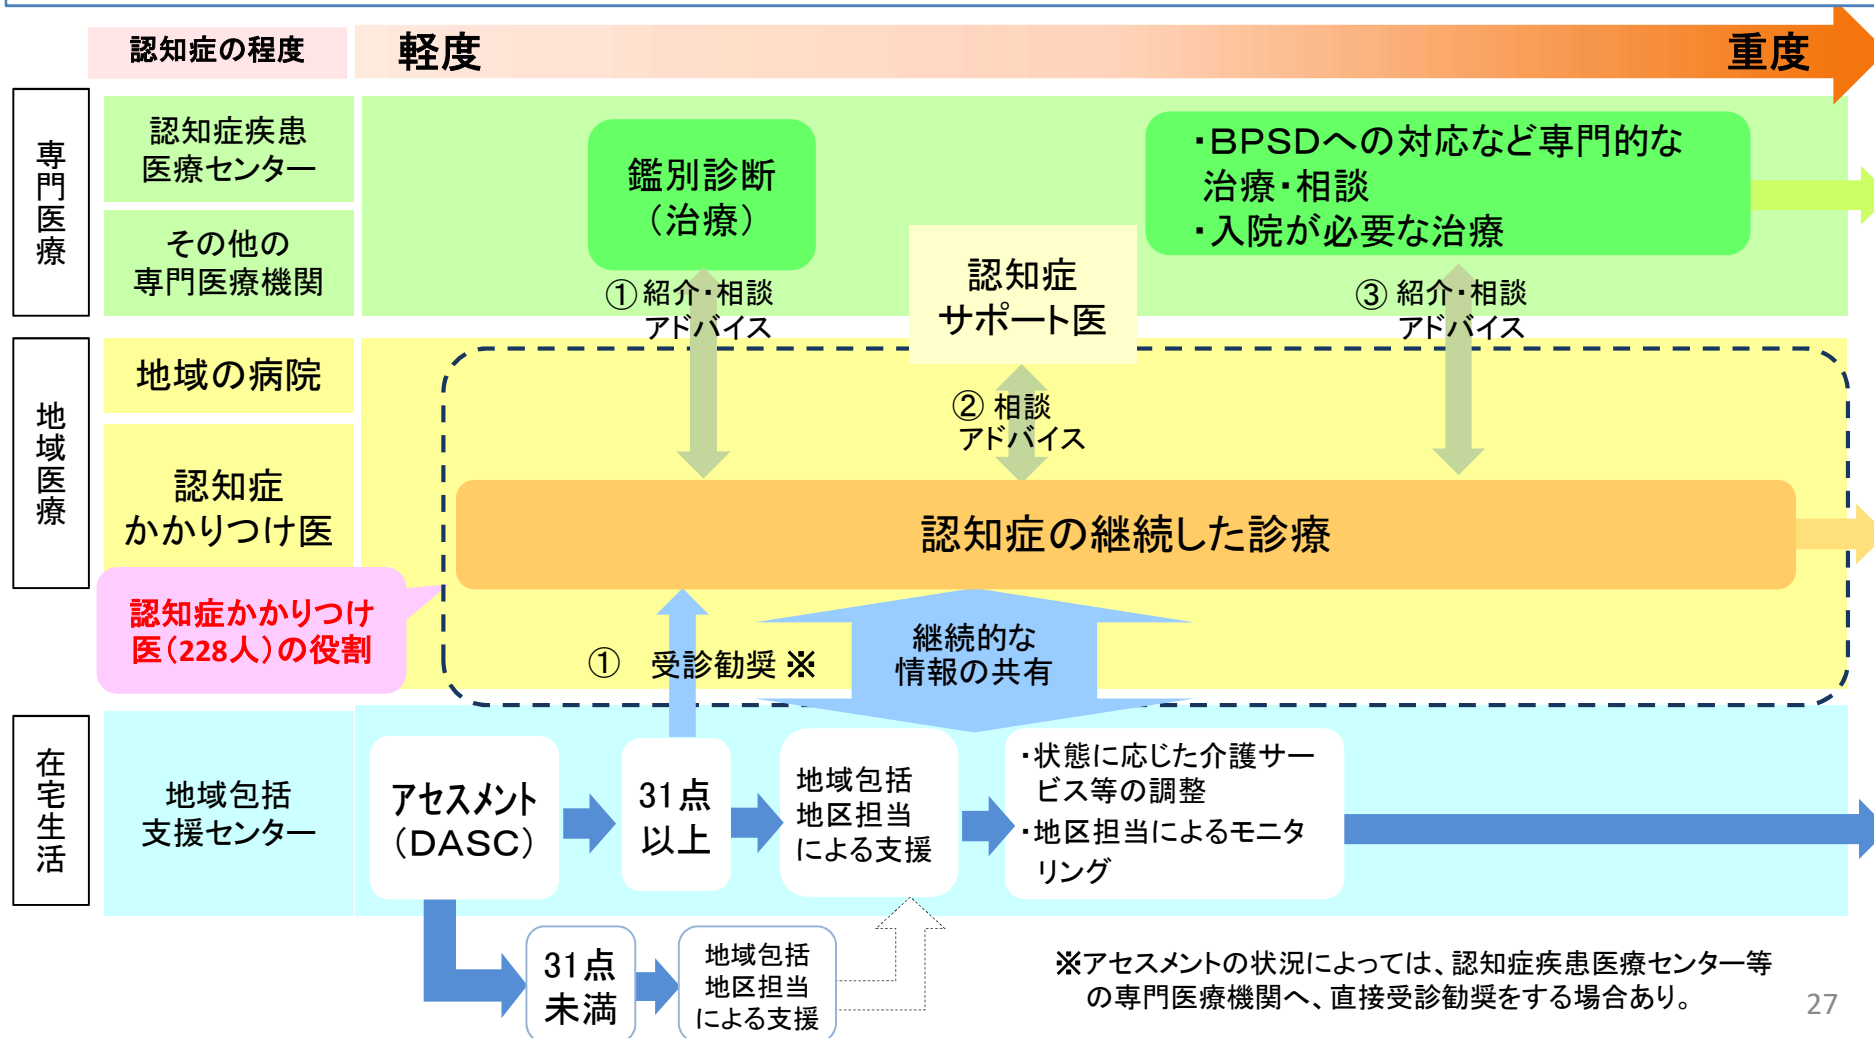 認知症の程度
軽度
重度
専門医療
認知症疾患
医療センター
その他の
専門医療機関
鑑別診断
（治療）
・BPSDへの対応など専門的な
治療・相談
・入院が必要な治療
①紹介・相談
アドバイス
認知症
サポート医
③紹介・相談
アドバイス
地域医療
地域の病院
認知症
かかりつけ医
②相談
アドバイス
認知症の継続した診療
認知症かかりつけ
医（228人）の役割
① 受診勧奨※
継続的な
情報の共有
在宅生活
地域包括
支援センター
アセスメント
（DASC）
31点
以上
地域包括
地区担当
による支援
・状態に応じた介護サー
ビス等の調整
・地区担当によるモニタ
リング
31点
未満
地域包括
地区担当
による支援
※アセスメントの状況によっては、認知症疾患医療センター等
の専門医療機関へ、直接受診勧奨をする場合あり。
27